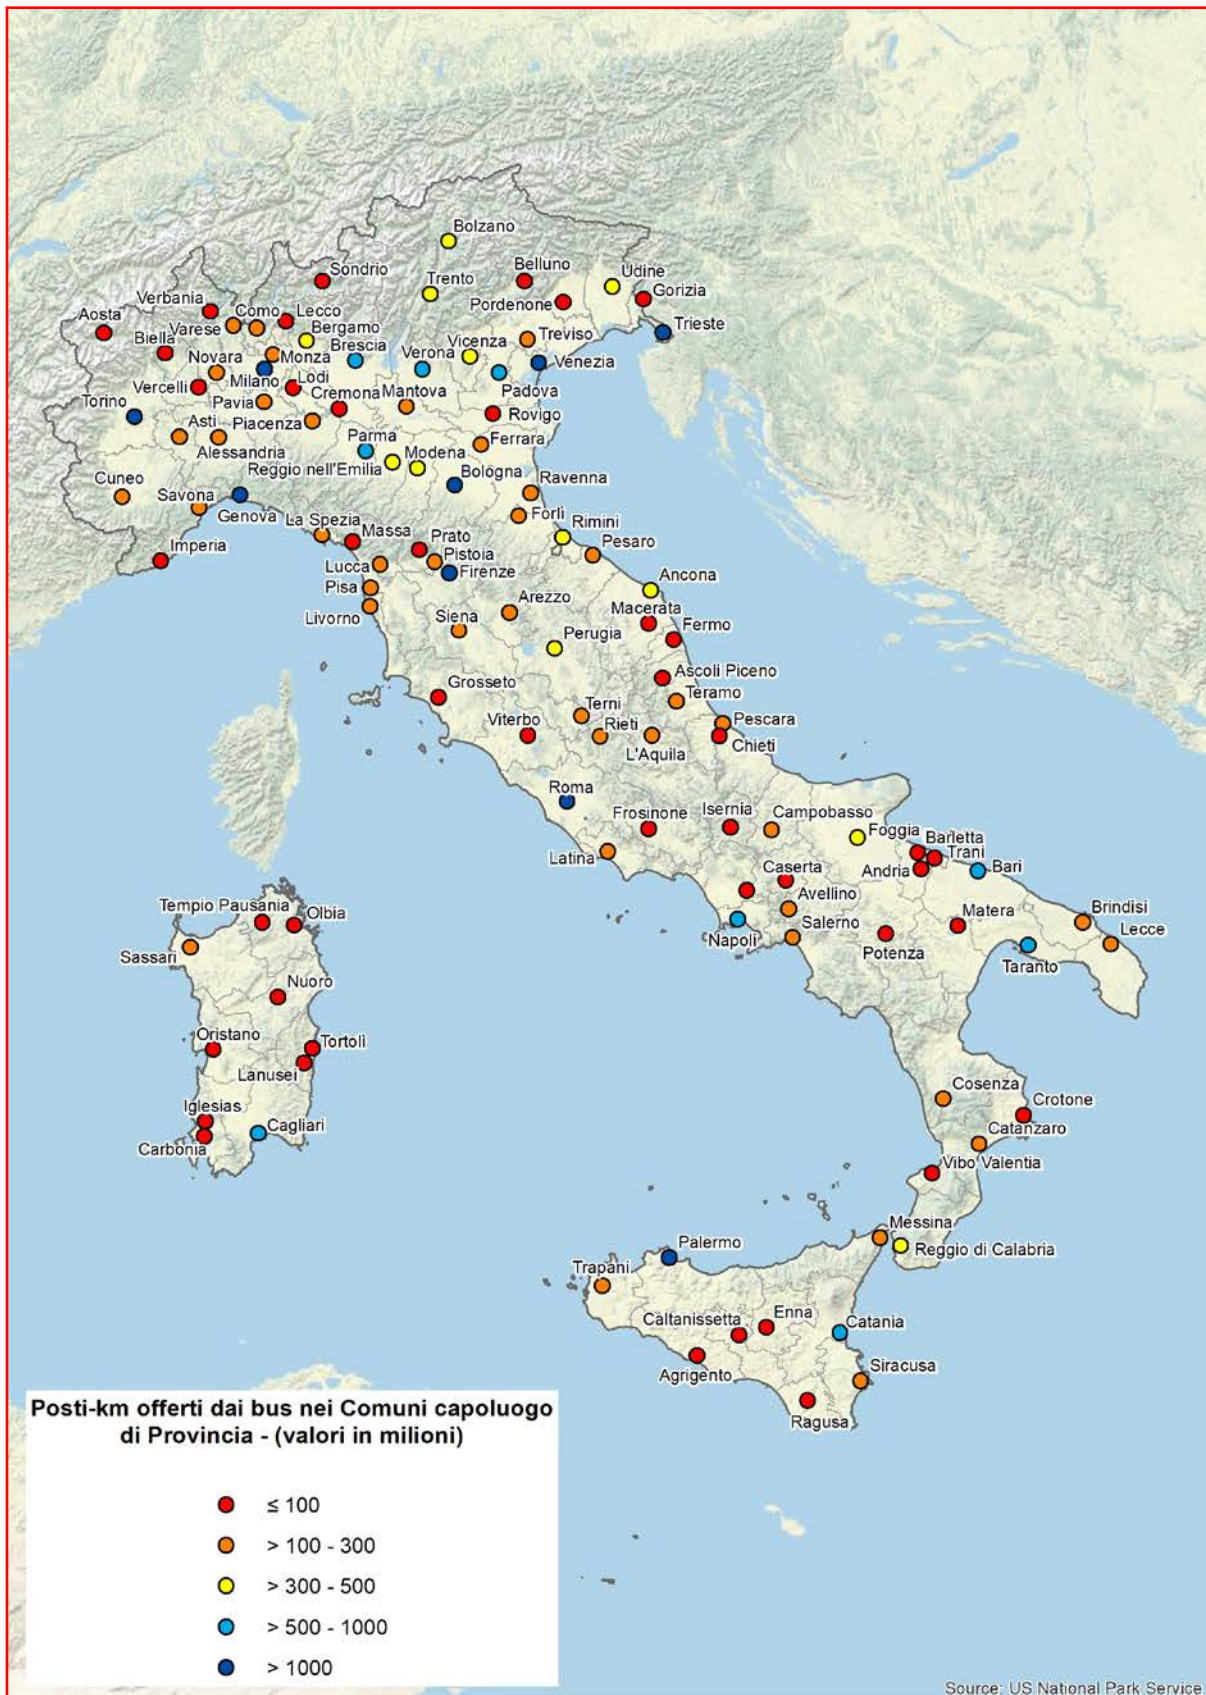 Bolzano
Sondrio
Belluno
Udine
Trento
Verbania
Pordenone
Gorizia
Aosta
Como
Lecco
Varese
Bergamo
Treviso
Trieste
Biella
Brescia
Verona
Vicenza
Novara
Monza
Venezia
Vercelli
Milano
Lodi
Padova
Torino
Pavia
Cremona
Mantova
Rovigo
Asti
Piacenza
Parma
Ferrara
Alessandria
Modena
Reggio nell'Emilia
Bologna
Cuneo
Ravenna
Savona
Genova
Forlì
La Spezia
Rimini
Massa
Prato
Imperia
Pistoia
Pesaro
Lucca
Firenze
Pisa
Ancona
Livorno
Arezzo
Macerata
Siena
Fermo
Perugia
Ascoli Piceno
Grosseto
Teramo
Terni
Pescara
Viterbo
Rieti
L'Aquila
Chieti
Roma
Frosinone
Isernia
Campobasso
Foggia
Barletta
Trani
Latina
Andria
Bari
Caserta
Avellino
Tempio Pausania
Olbia
Salerno
Matera
Brindisi
Napoli
Potenza
Lecce
Sassari
Taranto
Nuoro
Oristano
Tortolì
Lanusei
Cosenza
Iglesias
Crotone
Cagliari
Catanzaro
Carbonia
Vibo Valentia
Messina
Palermo
Reggio di Calabria
Trapani
Enna
Caltanissetta
Catania
Agrigento
Siracusa
Ragusa
Posti-km offerti dai bus nei Comuni capoluogo
di Provincia - (valori in milioni)
≤ 100
> 100 - 300
> 300 - 500
> 500 - 1000
> 1000
Source: US National Park Service